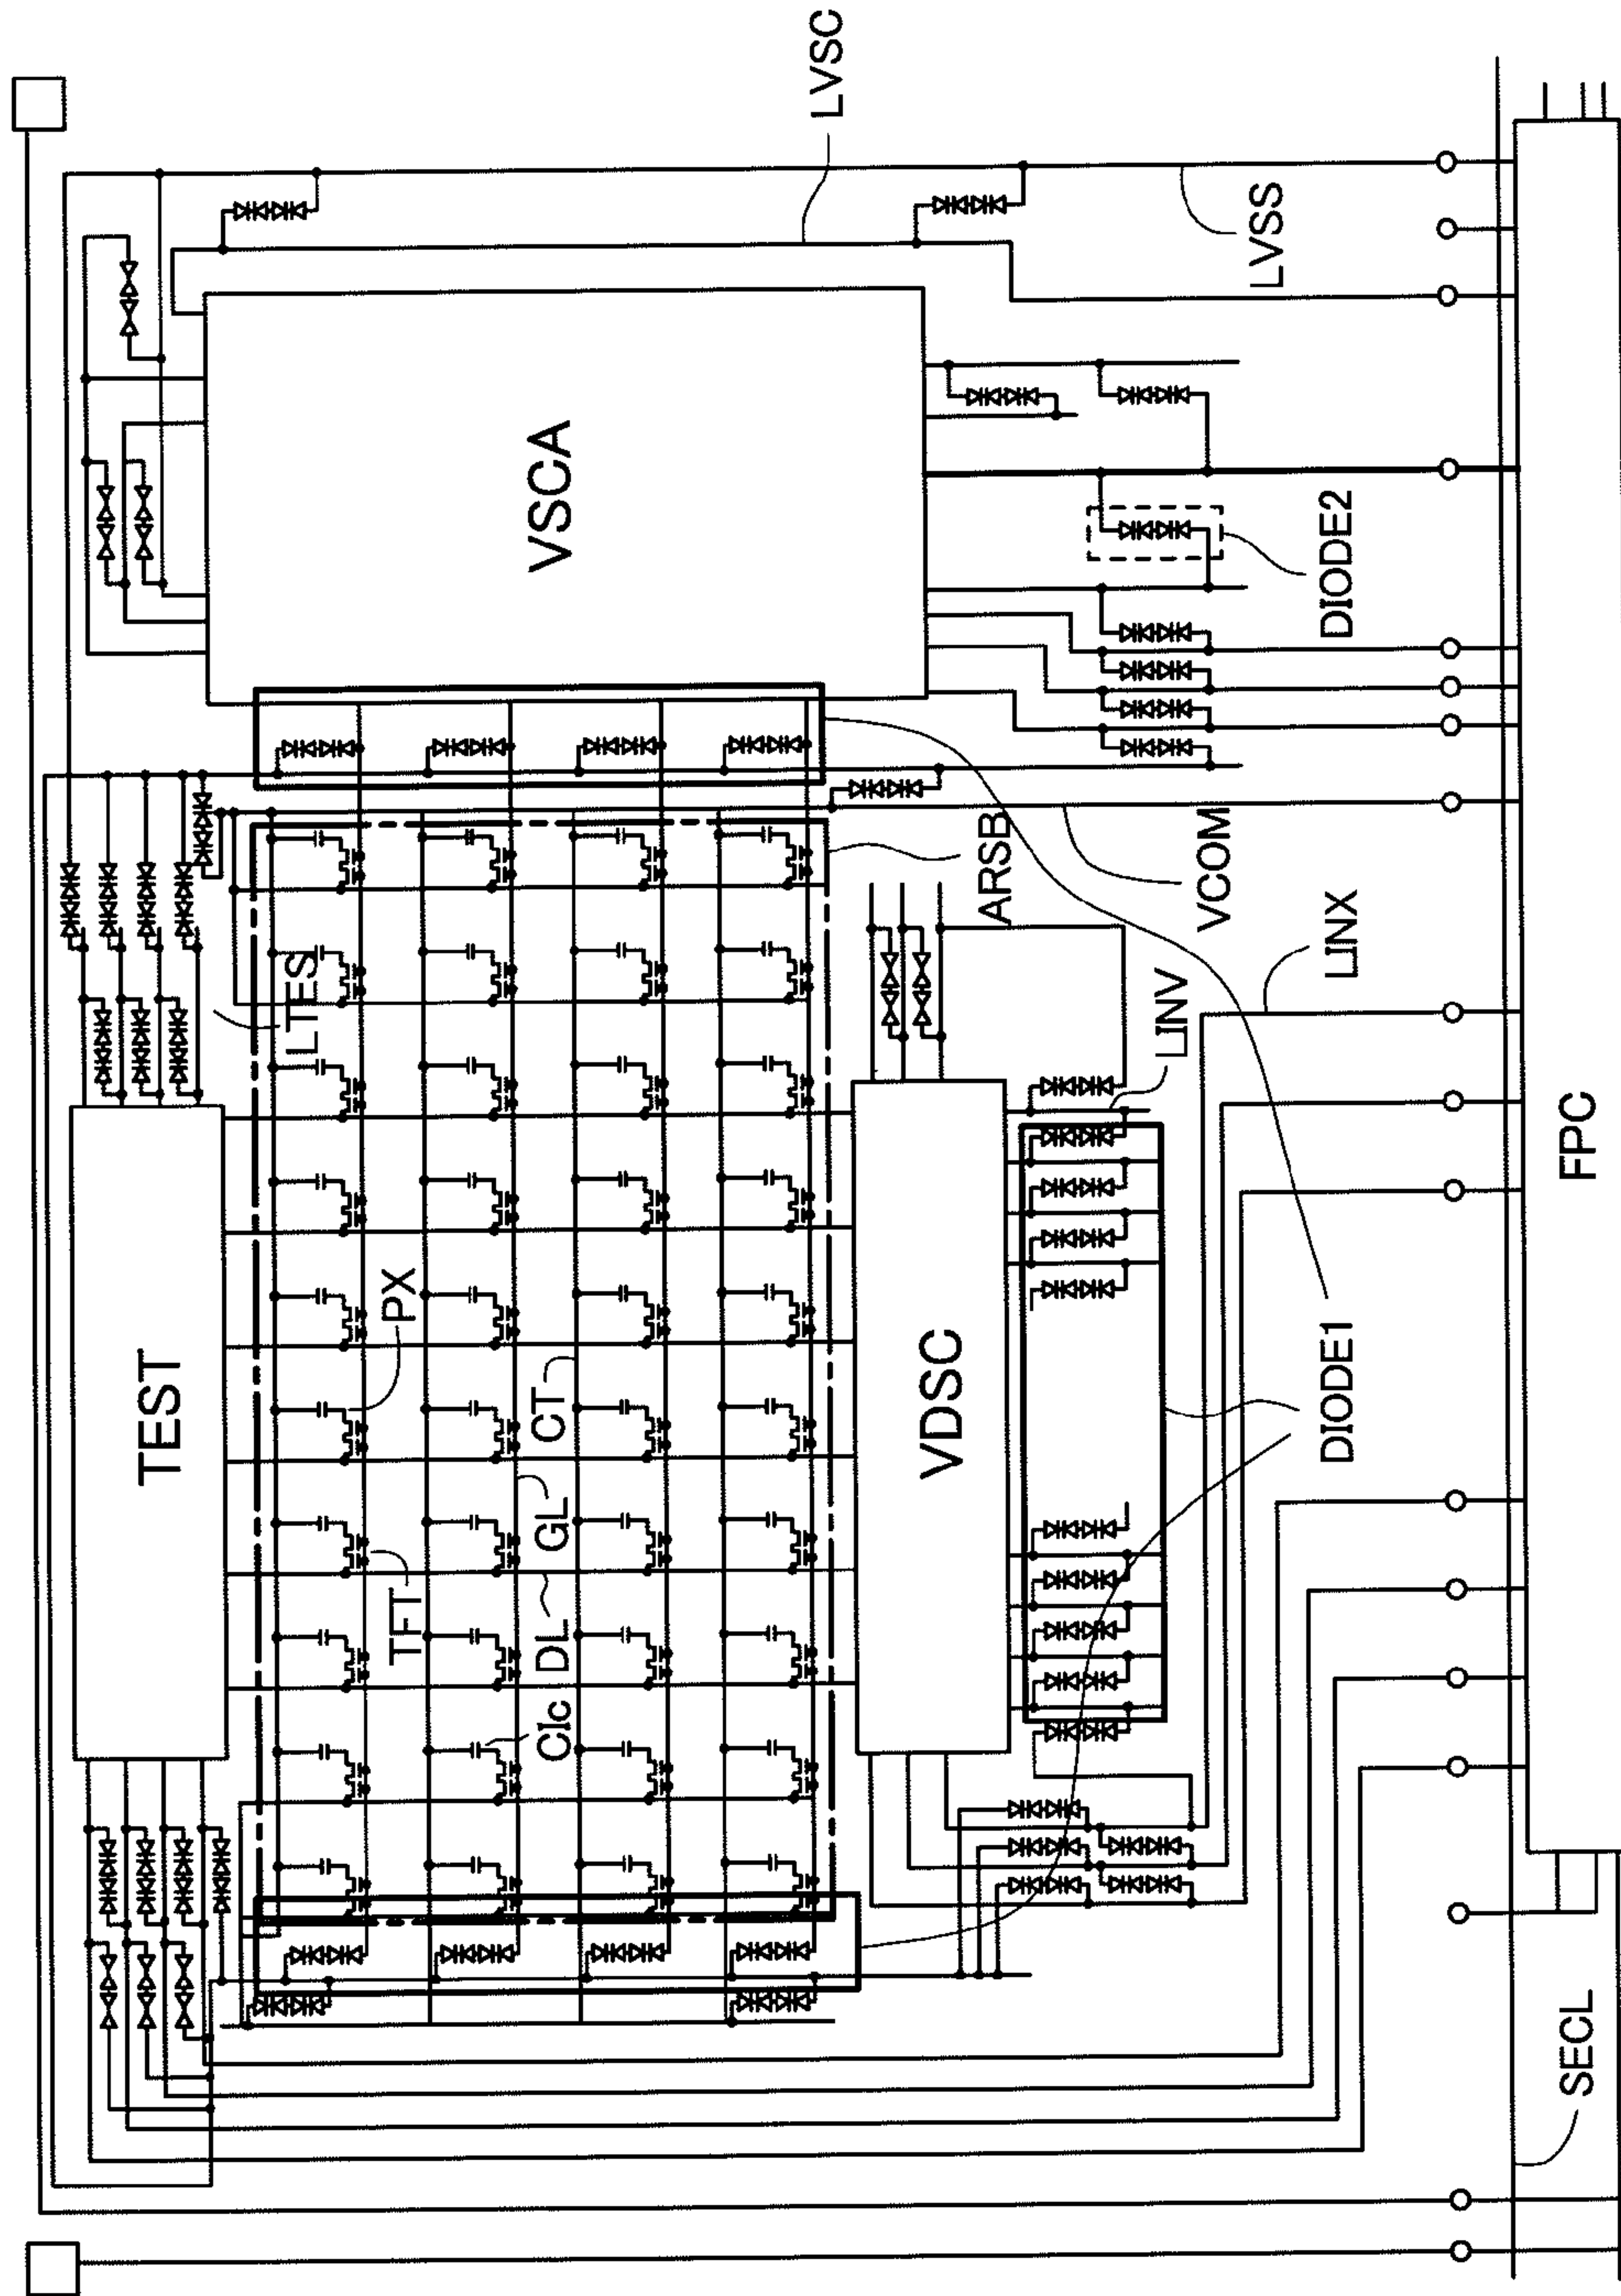 LVSC
LVSS
VSCA
DIODE2
ARSB
VCOM
LINX
LINV
LTES
TEST
PX
CT
GL
TFT
DL
Clc
VDSC
DIODE1
FPC
SECL